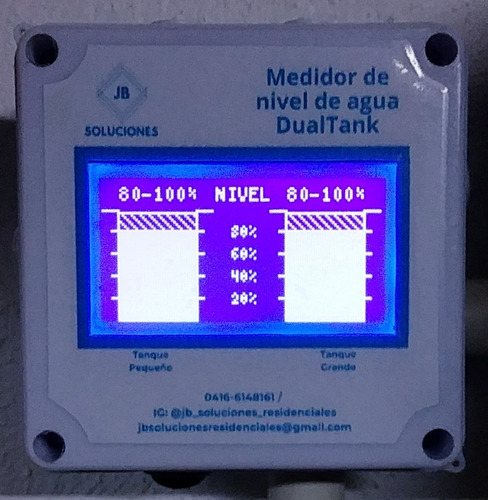 JB
SOLUCIONES
Medidor de
nivel de agua
DualTank
80-100% NIVEL 80-100%
80%
60%
40%
20%
Tanque
Pequeño
Tanque
Grande
0416-6148161 /
IG: @jb_soluciones_residenciales
jbsolucionesresidenciales@gmail.com